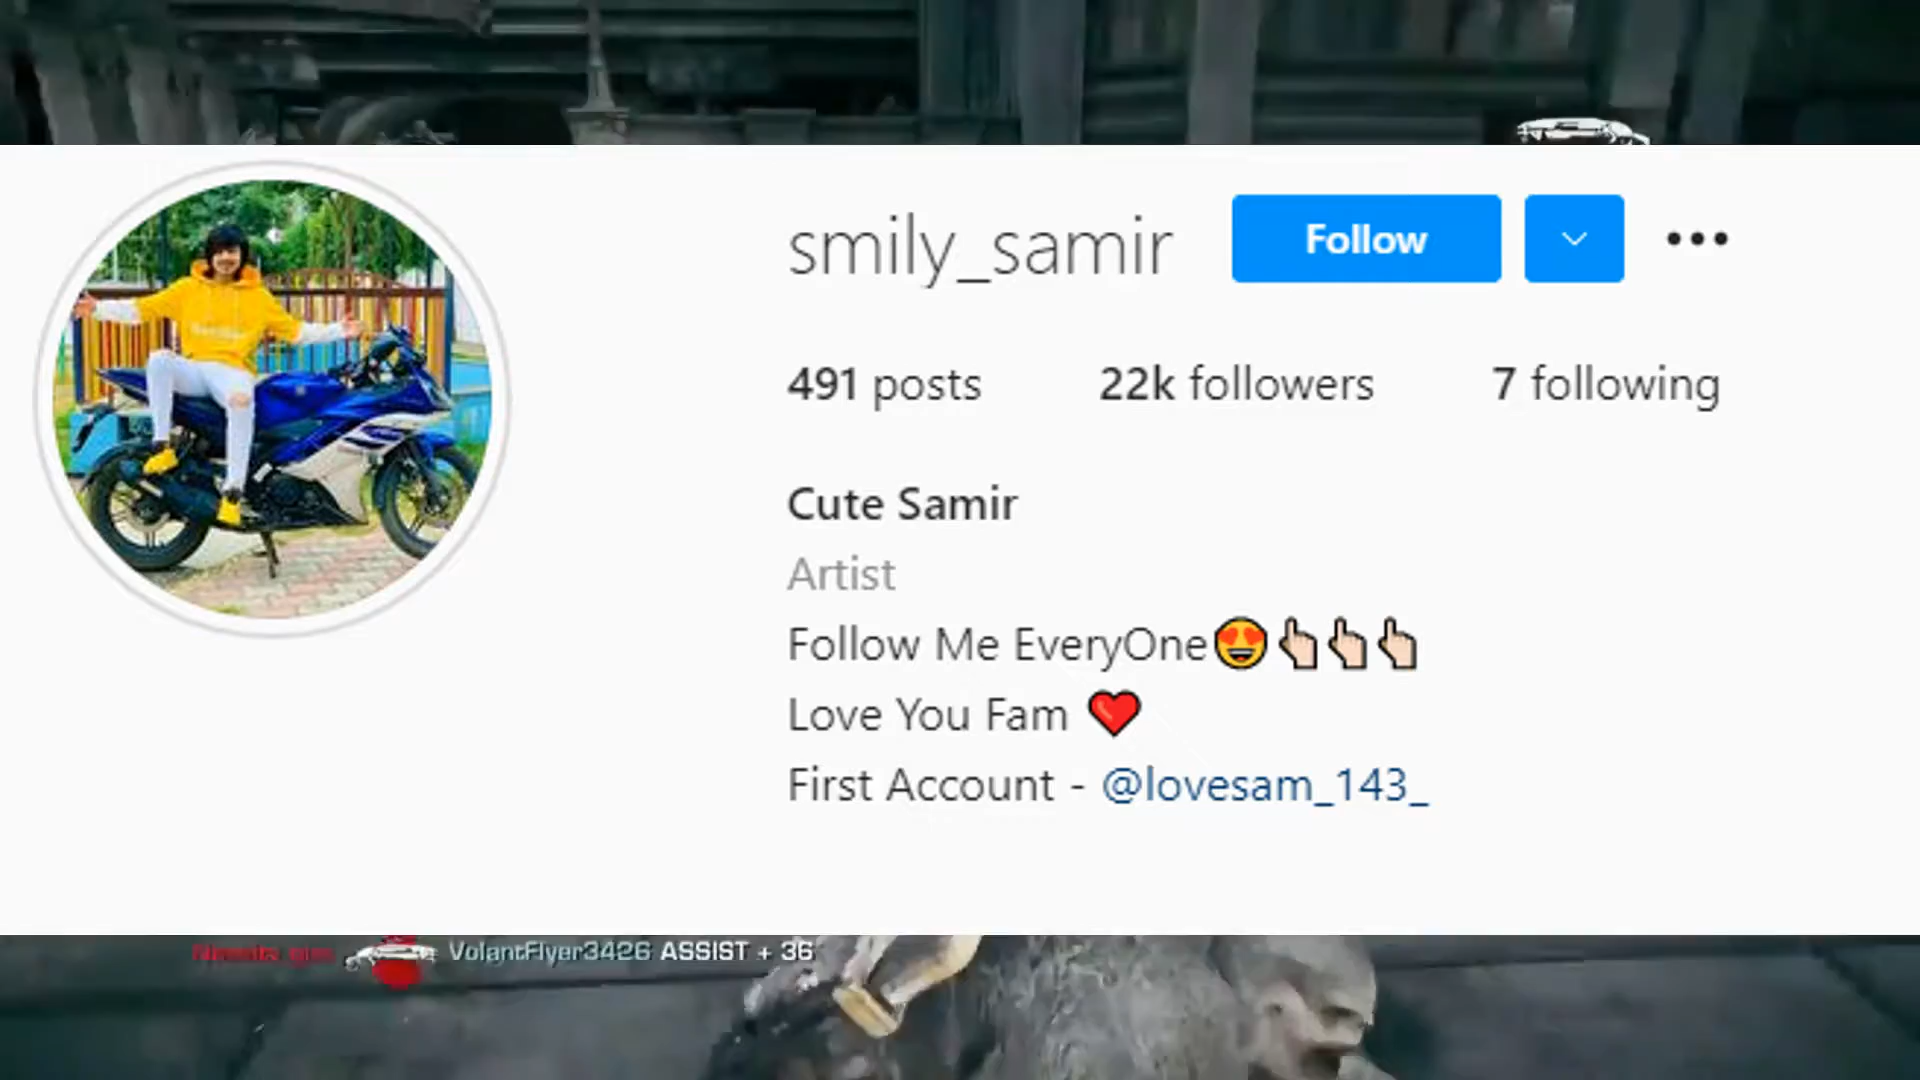 smily_samir Follow
491 posts 22k followers 7 following
Cute Samir
Artist
Follow Me EveryOne😍👆🏻👆🏻👆🏻
Love You Fam ❤️
First Account - @lovesam_143_
VolantFlyer3426 ASSIST + 36